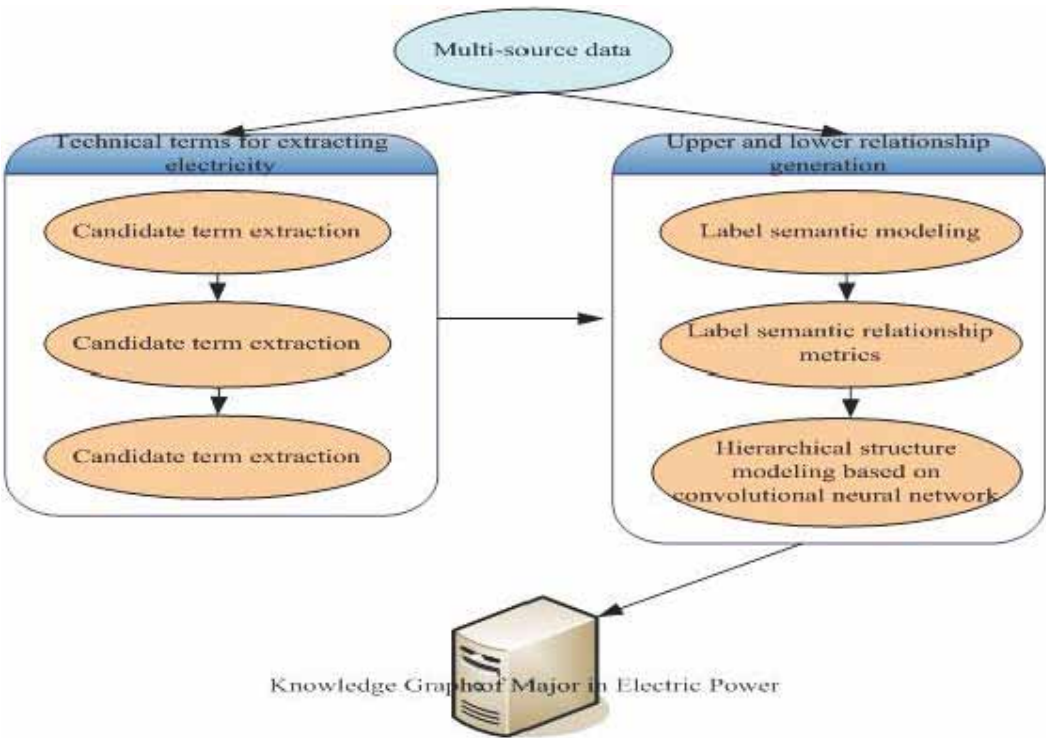 Multi-source data
Technical terms for extracting
electricity
Candidate term extraction
Candidate term extraction
Candidate term extraction
Upper and lower relationship
generation
Label semantic modeling
Label semantic relationship
metrics
Hierarchical structure
modeling based on
convolutional neural network
Knowledge Graph of Major in Electric Power